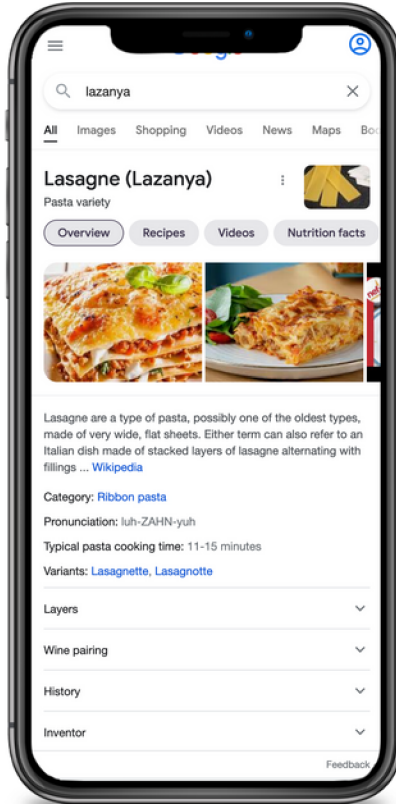 lazanya
All Images Shopping Videos News Maps
Lasagne (Lazanya)
Pasta variety
Overview Recipes Videos Nutrition facts
Lasagne are a type of pasta, possibly one of the oldest types,
made of very wide, flat sheets. Either term can also refer to an
Italian dish made of stacked layers of lasagne alternating with
fillings ... Wikipedia
Category: Ribbon pasta
Pronunciation: luh-ZAHN-yuh
Typical pasta cooking time: 11-15 minutes
Variants: Lasagnette, Lasagnotte
Layers
Wine pairing
History
Inventor
Feedback